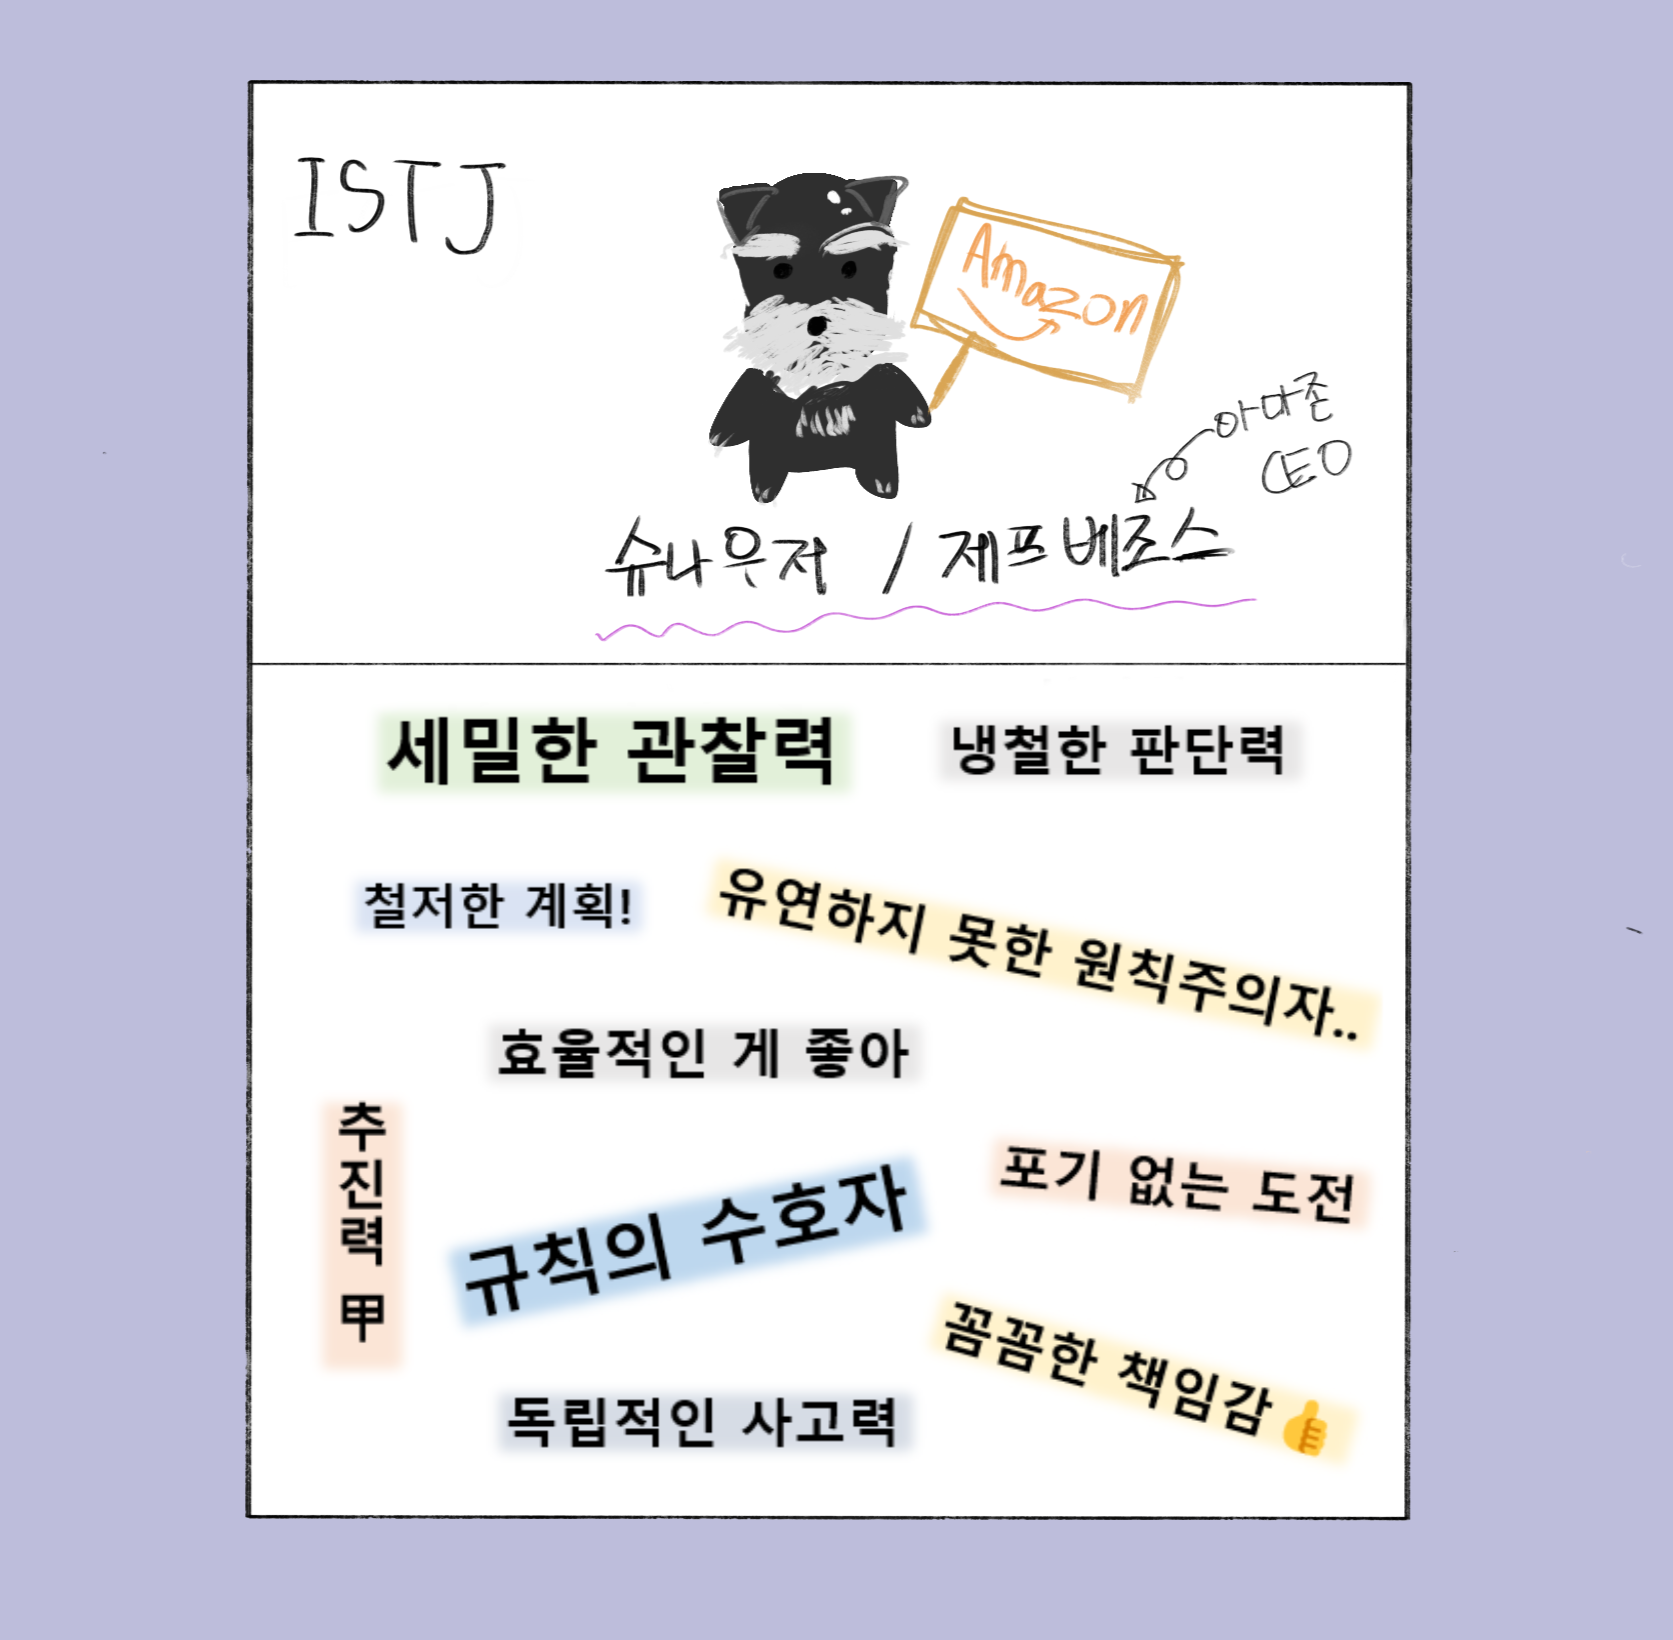 ISTJ
Amazon
아마존
CEO
슈나우저 / 제프 베조스
세밀한 관찰력
냉철한 판단력
철저한 계획!
유연하지 못한 원칙주의자..
효율적인 게 좋아
추진력 甲
규칙의 수호자
포기 없는 도전
꼼꼼한 책임감👍
독립적인 사고력